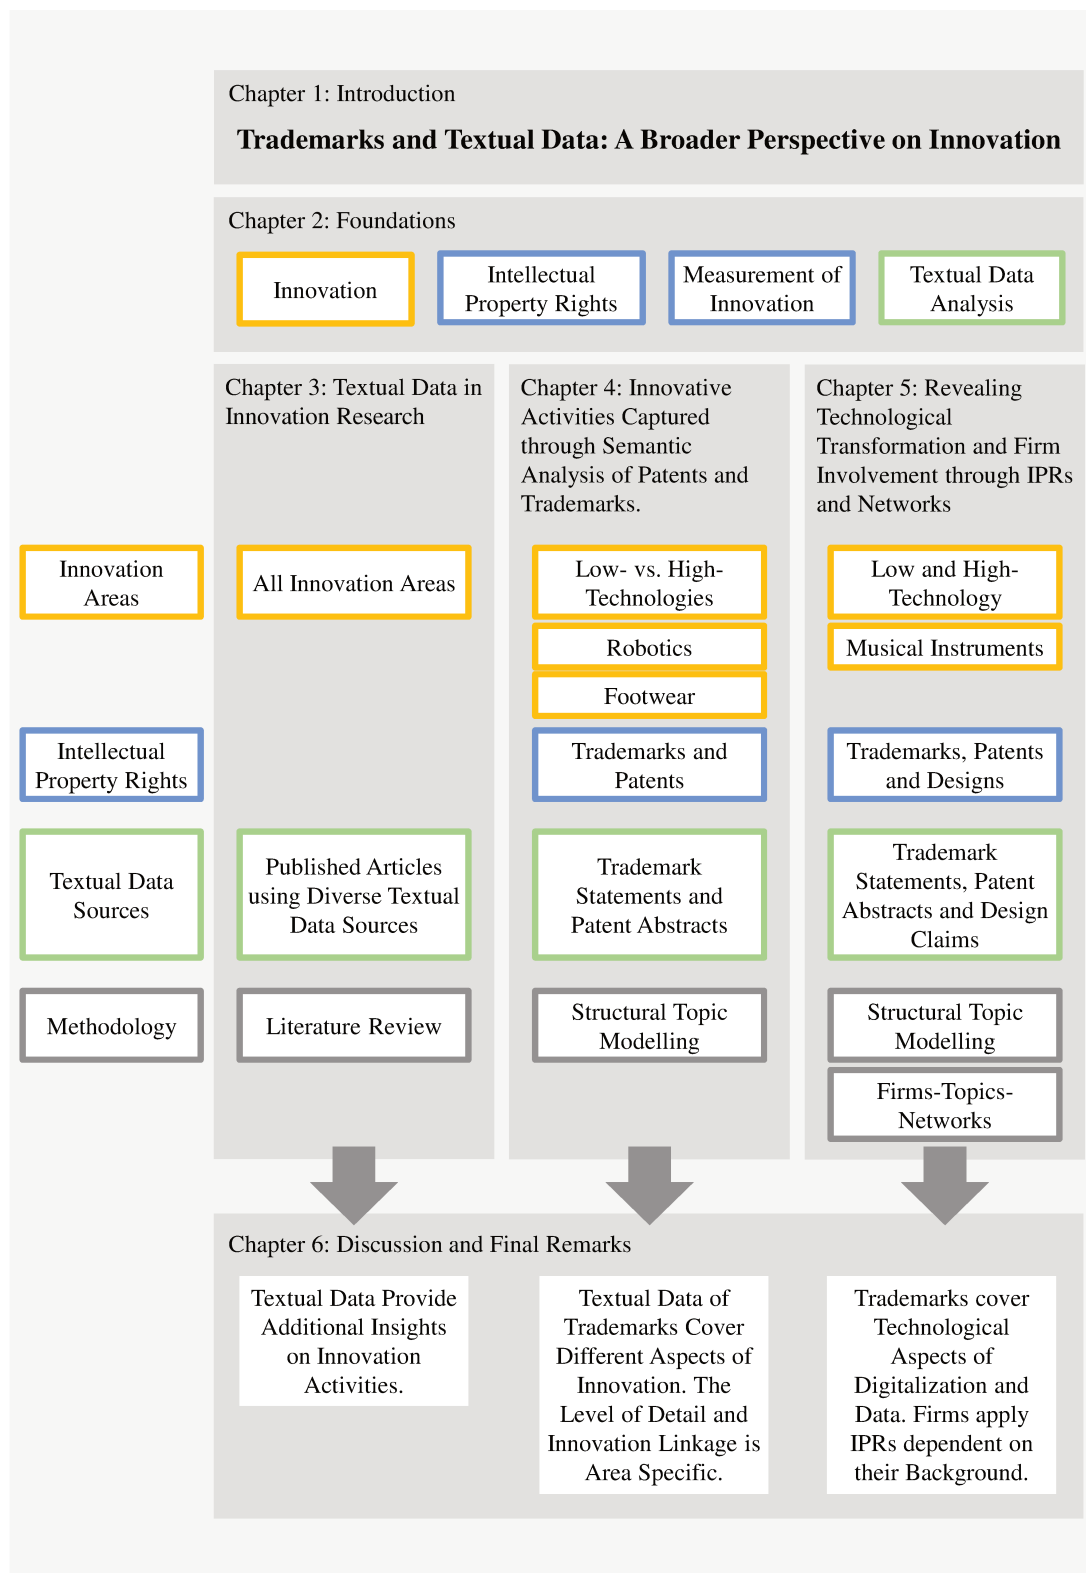 Chapter 1: Introduction
Trademarks and Textual Data: A Broader Perspective on Innovation
Chapter 2: Foundations
Innovation
Intellectual
Property Rights
Measurement of
Innovation
Textual Data
Analysis
Chapter 3: Textual Data in
Innovation Research
Chapter 4: Innovative
Activities Captured
through Semantic
Analysis of Patents and
Trademarks.
Chapter 5: Revealing
Technological
Transformation and Firm
Involvement through IPRs
and Networks
Innovation
Areas
All Innovation Areas
Low- vs. High-
Technologies
Low and High-
Technology
Robotics
Musical Instruments
Footwear
Intellectual
Property Rights
Trademarks and
Patents
Trademarks, Patents
and Designs
Textual Data
Sources
Published Articles
using Diverse Textual
Data Sources
Trademark
Statements and
Patent Abstracts
Trademark
Statements, Patent
Abstracts and Design
Claims
Methodology
Literature Review
Structural Topic
Modelling
Structural Topic
Modelling
Firms-Topics-
Networks
Chapter 6: Discussion and Final Remarks
Textual Data Provide
Additional Insights
on Innovation
Activities.
Textual Data of
Trademarks Cover
Different Aspects of
Innovation. The
Level of Detail and
Innovation Linkage is
Area Specific.
Trademarks cover
Technological
Aspects of
Digitalization and
Data. Firms apply
IPRs dependent on
their Background.